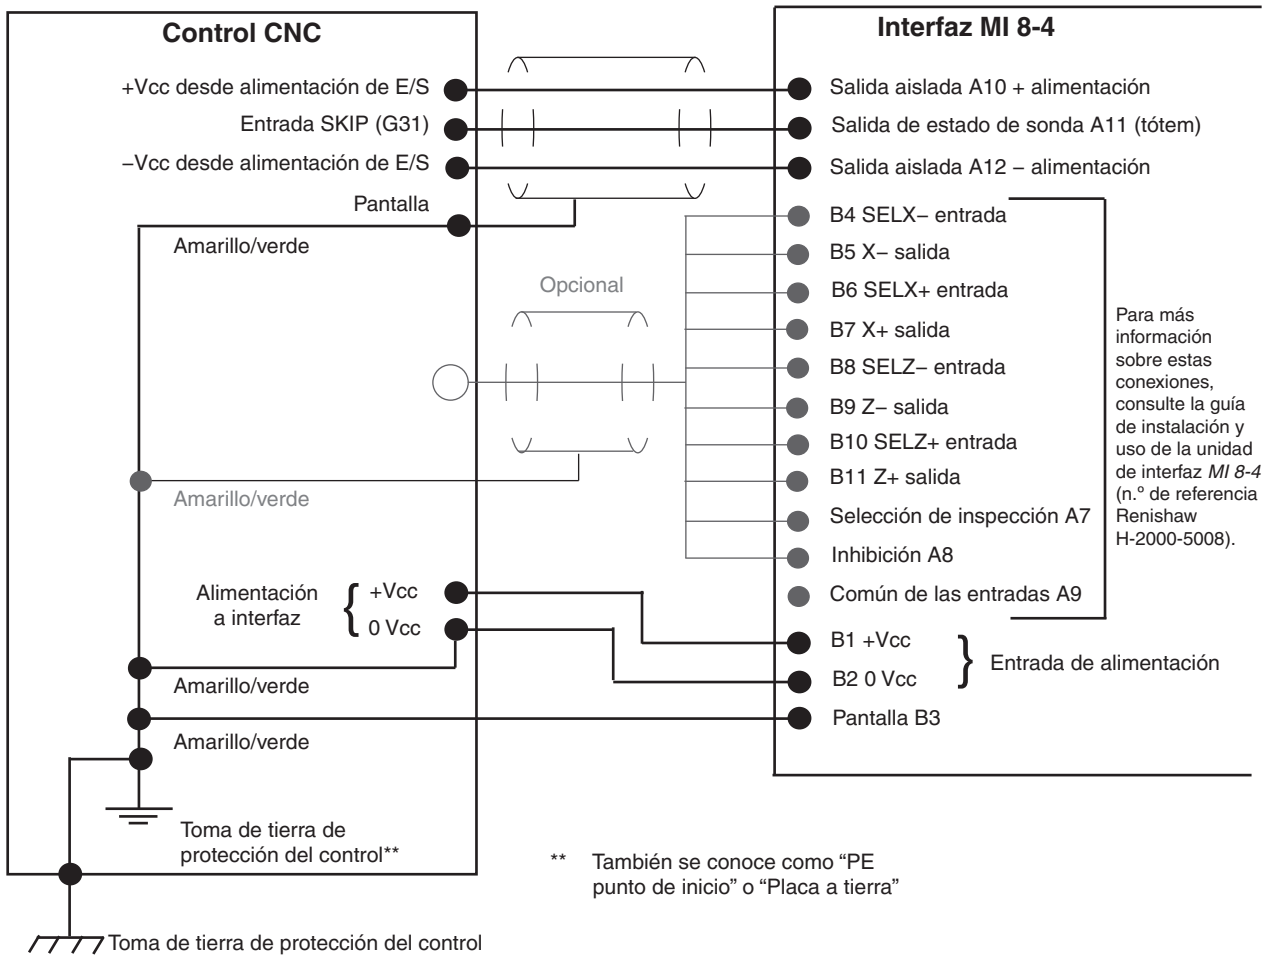 Control CNC
Interfaz MI 8-4
+Vcc desde alimentación de E/S
Entrada SKIP (G31)
−Vcc desde alimentación de E/S
Pantalla
Amarillo/verde
Salida aislada A10 + alimentación
Salida de estado de sonda A11 (tótem)
Salida aislada A12 − alimentación
B4 SELX− entrada
B5 X− salida
B6 SELX+ entrada
B7 X+ salida
B8 SELZ− entrada
B9 Z− salida
B10 SELZ+ entrada
B11 Z+ salida
Selección de inspección A7
Inhibición A8
Común de las entradas A9
Opcional
Amarillo/verde
Para más
información
sobre estas
conexiones,
consulte la guía
de instalación y
uso de la unidad
de interfaz MI 8-4
(n.º de referencia
Renishaw
H-2000-5008).
Alimentación
a interfaz
{
+Vcc
0 Vcc
B1 +Vcc
B2 0 Vcc
}
Entrada de alimentación
Amarillo/verde
Pantalla B3
Amarillo/verde
Toma de tierra de
protección del control**
** También se conoce como “PE
punto de inicio” o “Placa a tierra”
Toma de tierra de protección del control